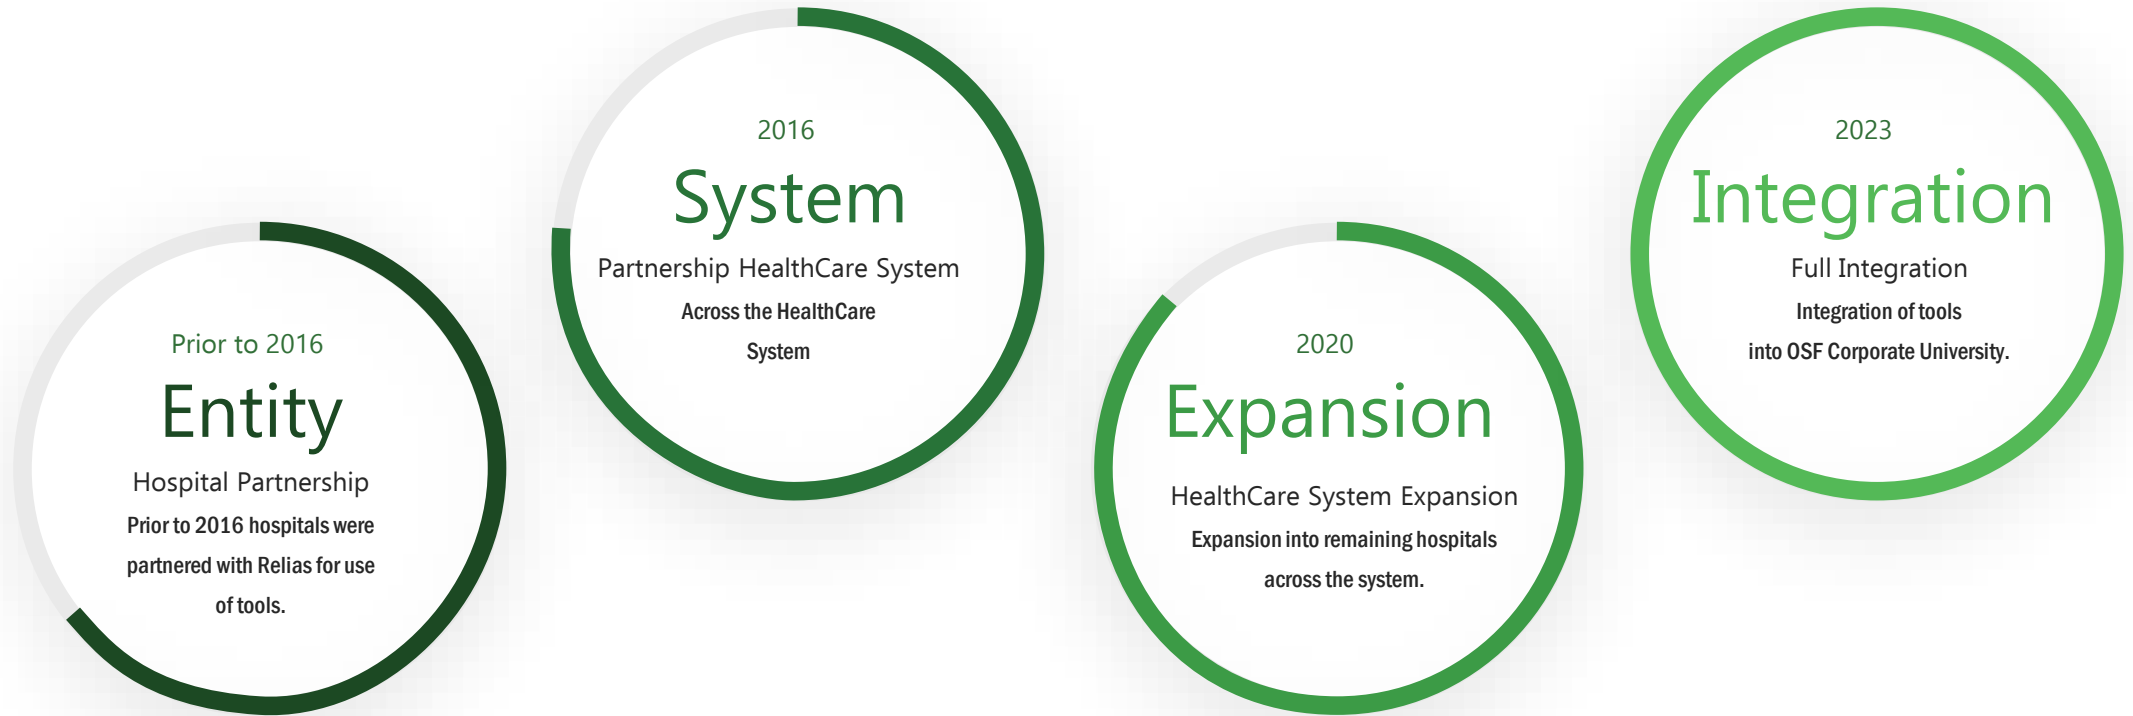 Prior to 2016
Entity
Hospital Partnership
Prior to 2016 hospitals were
partnered with Relias for use
of tools.
2016
System
Partnership HealthCare System
Across the HealthCare
System
2020
Expansion
HealthCare System Expansion
Expansion into remaining hospitals
across the system.
2023
Integration
Full Integration
Integration of tools
into OSF Corporate University.